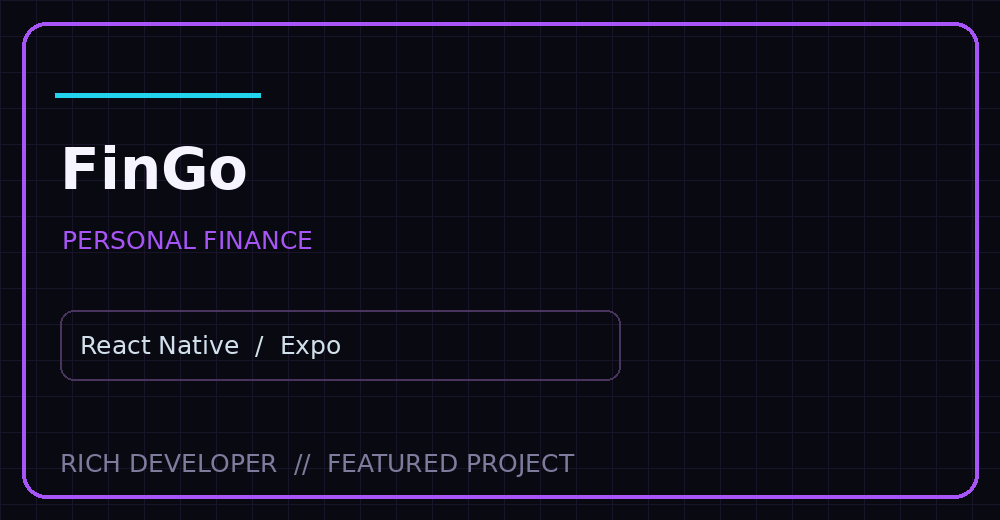 FinGo
PERSONAL FINANCE
React Native / Expo
RICH DEVELOPER // FEATURED PROJECT